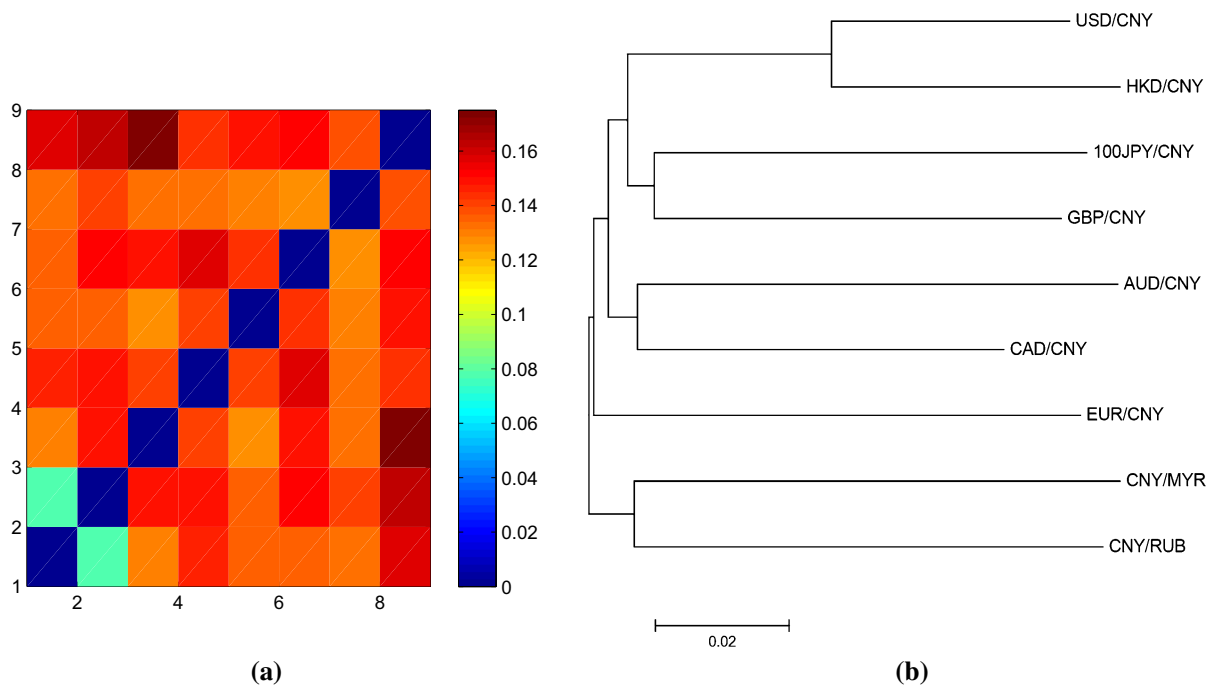 9
8
7
6
5
4
3
2
1
2 4 6 8
0.16
0.14
0.12
0.1
0.08
0.06
0.04
0.02
0
(a)
USD/CNY
HKD/CNY
100JPY/CNY
GBP/CNY
AUD/CNY
CAD/CNY
EUR/CNY
CNY/MYR
CNY/RUB
0.02
(b)